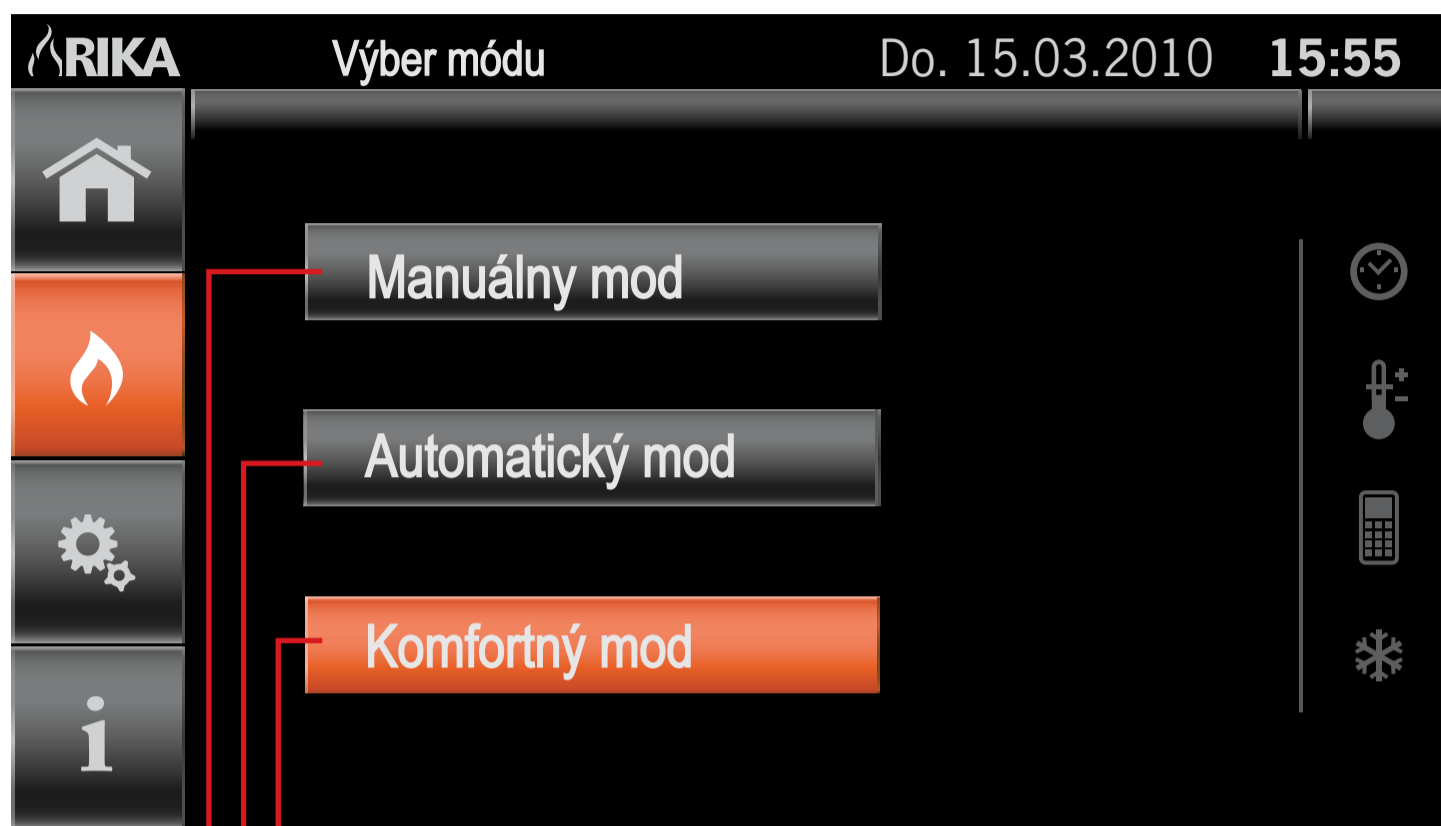 RIKA
Výber módu
Do. 15.03.2010
15:55
Manuálny mod
Automatický mod
Komfortný mod